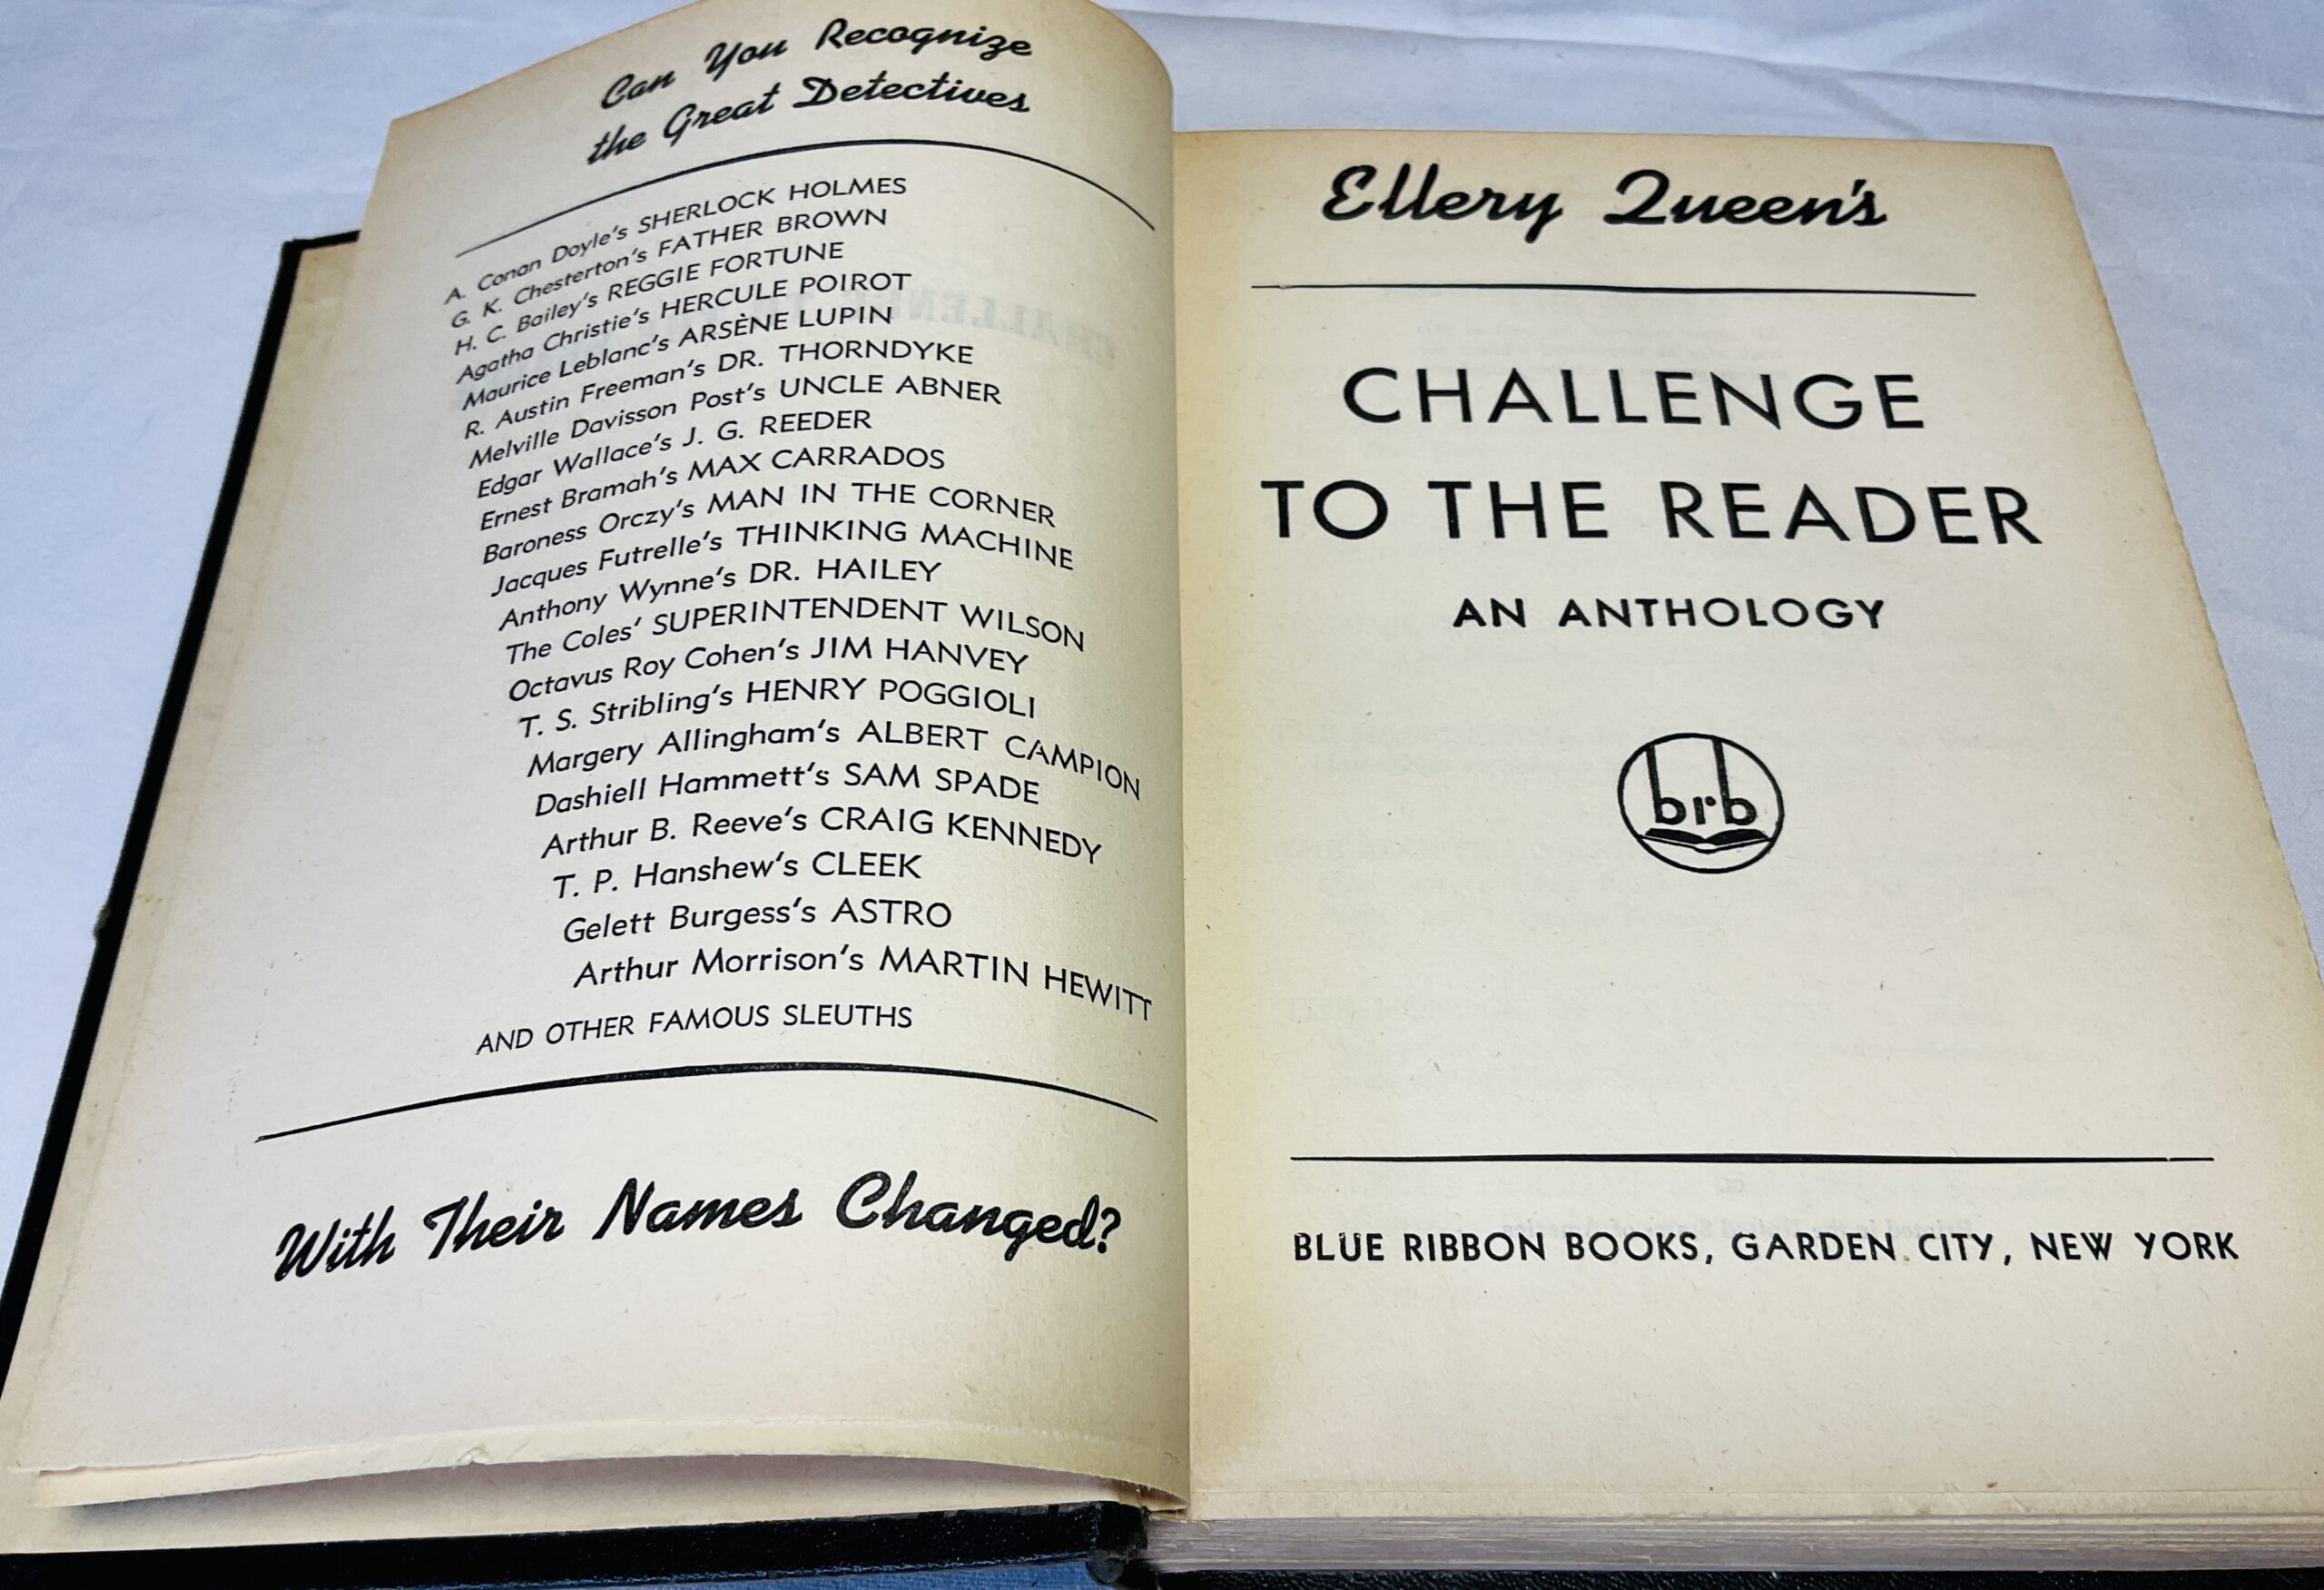 Can You Recognize
the Great Detectives
A. Conan Doyle's SHERLOCK HOLMES
G. K. Chesterton's FATHER BROWN
H. C. Bailey's REGGIE FORTUNE
Agatha Christie's HERCULE POIROT
Maurice Leblanc's ARSÈNE LUPIN
R. Austin Freeman's DR. THORNDYKE
Melville Davisson Post's UNCLE ABNER
Edgar Wallace's J. G. REEDER
Ernest Bramah's MAX CARRADOS
Baroness Orczy's MAN IN THE CORNER
Jacques Futrelle's THINKING MACHINE
Anthony Wynne's DR. HAILEY
The Coles' SUPERINTENDENT WILSON
Octavus Roy Cohen's JIM HANVEY
T. S. Stribling's HENRY POGGIOLI
Margery Allingham's ALBERT CAMPION
Dashiell Hammett's SAM SPADE
Arthur B. Reeve's CRAIG KENNEDY
T. P. Hanshew's CLEEK
Gelett Burgess's ASTRO
Arthur Morrison's MARTIN HEWITT
AND OTHER FAMOUS SLEUTHS
With Their Names Changed?
Ellery Queen's
CHALLENGE
TO THE READER
AN ANTHOLOGY
brb
BLUE RIBBON BOOKS, GARDEN CITY, NEW YORK